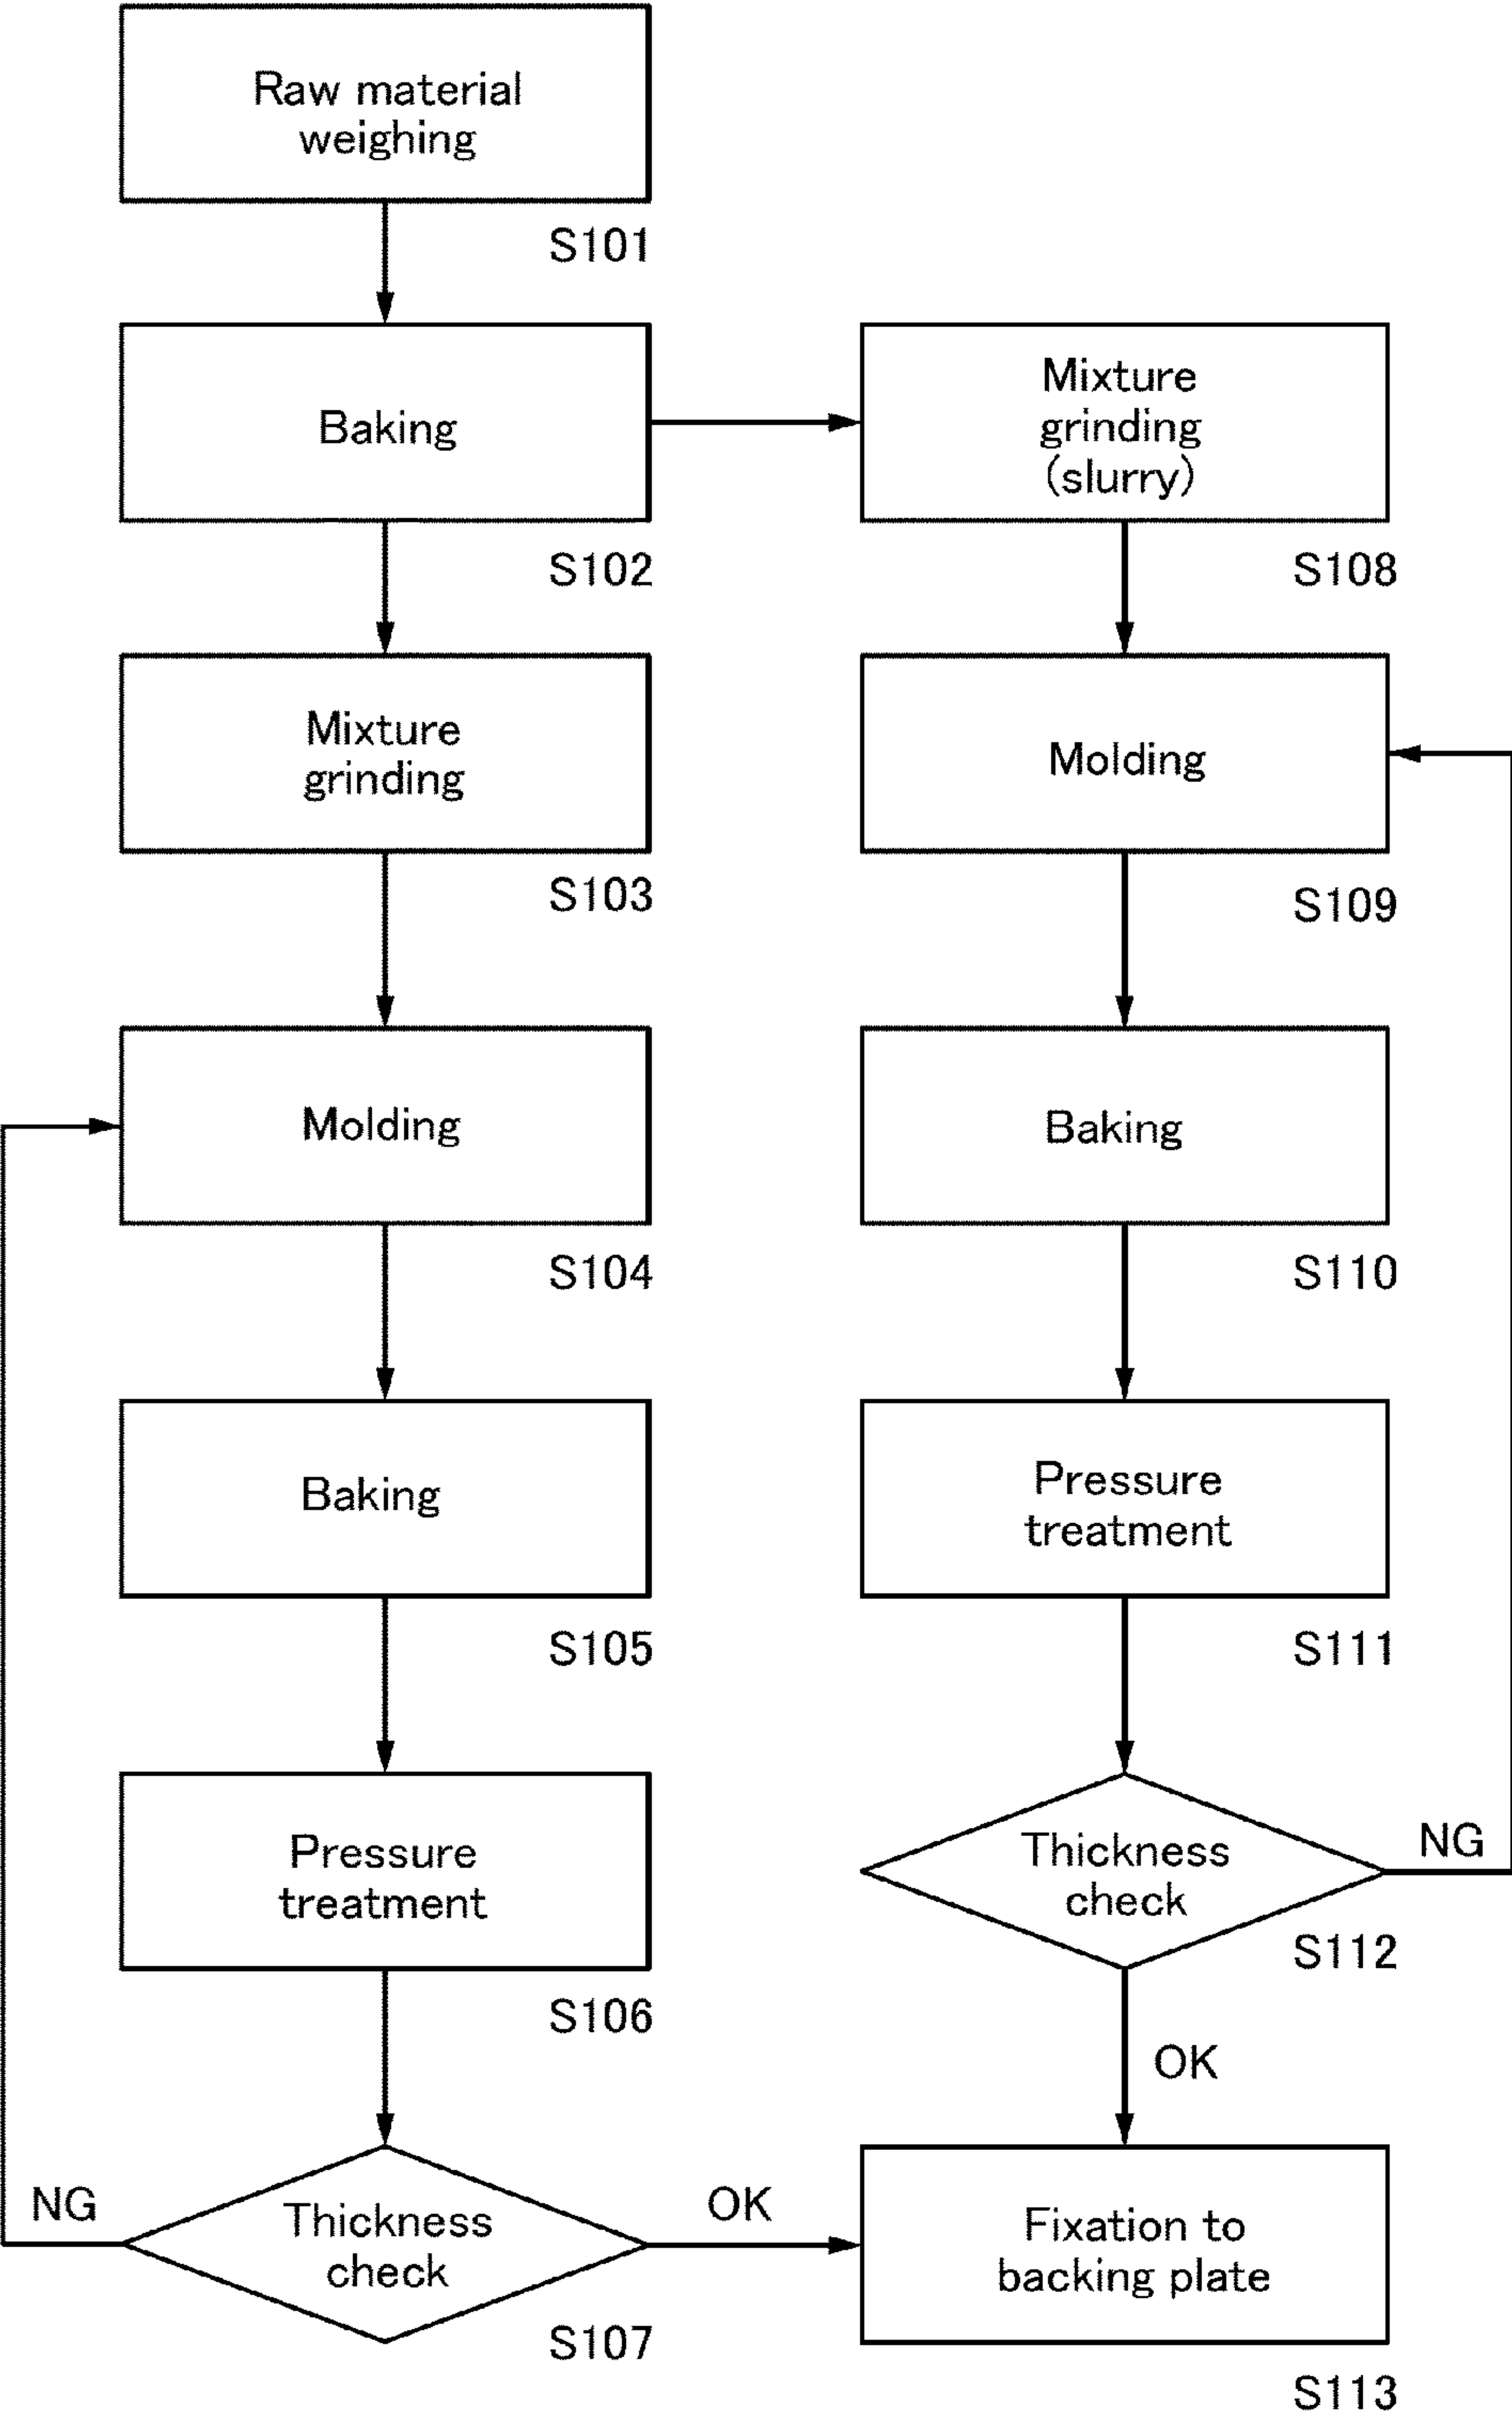 Raw material
weighing
S101
Baking
S102
Mixture
grinding
S103
Molding
S104
Baking
S105
Pressure
treatment
S106
NG
Thickness
check
OK
S107
Mixture
grinding
(slurry)
S108
Molding
S109
Baking
S110
Pressure
treatment
S111
Thickness
check
NG
S112
OK
Fixation to
backing plate
S113